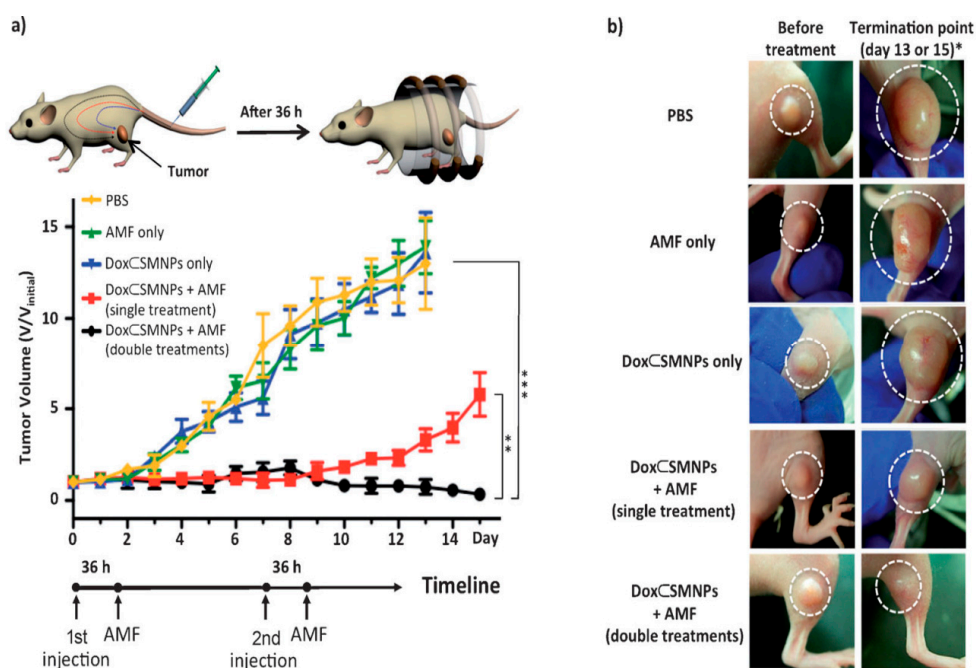 a)
After 36 h
Tumor
PBS
AMF only
Dox⊂SMNPs only
Dox⊂SMNPs + AMF
(single treatment)
Dox⊂SMNPs + AMF
(double treatments)
Tumor Volume (V/Vinitial)
15
10
5
0
***
**
0 2 4 6 8 10 12 14 Day
36 h 36 h
Timeline
1st
injection
AMF
2nd
injection
AMF
b)
Before
treatment
Termination point
(day 13 or 15)*
PBS
AMF only
Dox⊂SMNPs only
Dox⊂SMNPs
+ AMF
(single treatment)
Dox⊂SMNPs
+ AMF
(double treatments)